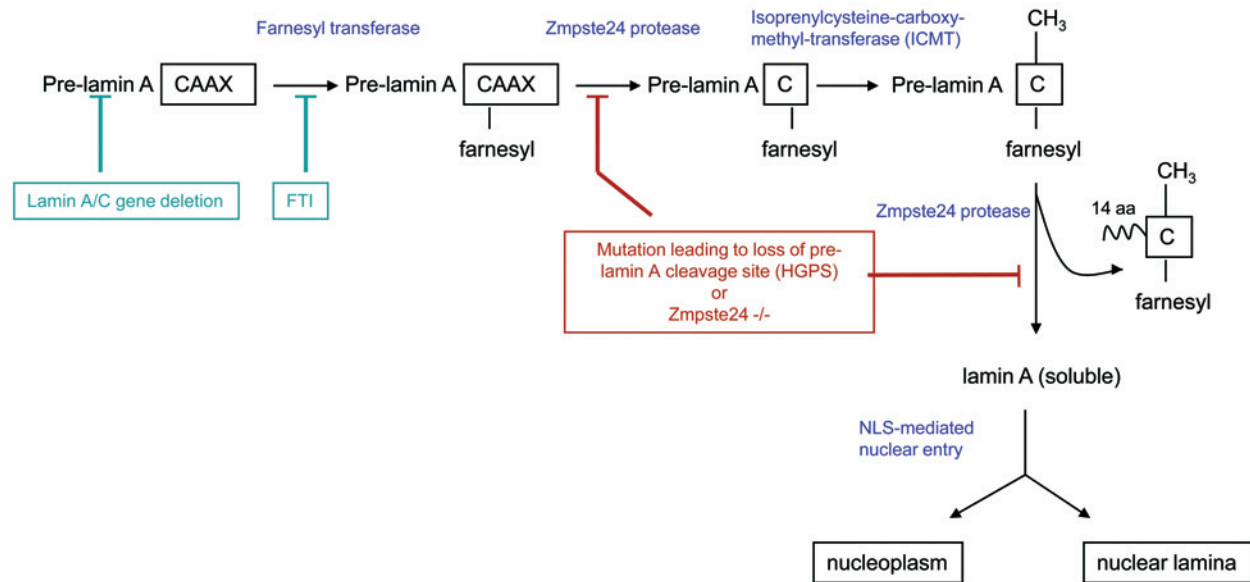 Farnesyl transferase
Zmpste24 protease
Isoprenylcysteine-carboxy-
methyl-transferase (ICMT)
CH3
Pre-lamin A
CAAX
Pre-lamin A
CAAX
Pre-lamin A
C
Pre-lamin A
C
farnesyl
farnesyl
farnesyl
Lamin A/C gene deletion
FTI
Zmpste24 protease
14 aa
CH3
C
farnesyl
Mutation leading to loss of pre-
lamin A cleavage site (HGPS)
or
Zmpste24 -/-
lamin A (soluble)
NLS-mediated
nuclear entry
nucleoplasm
nuclear lamina